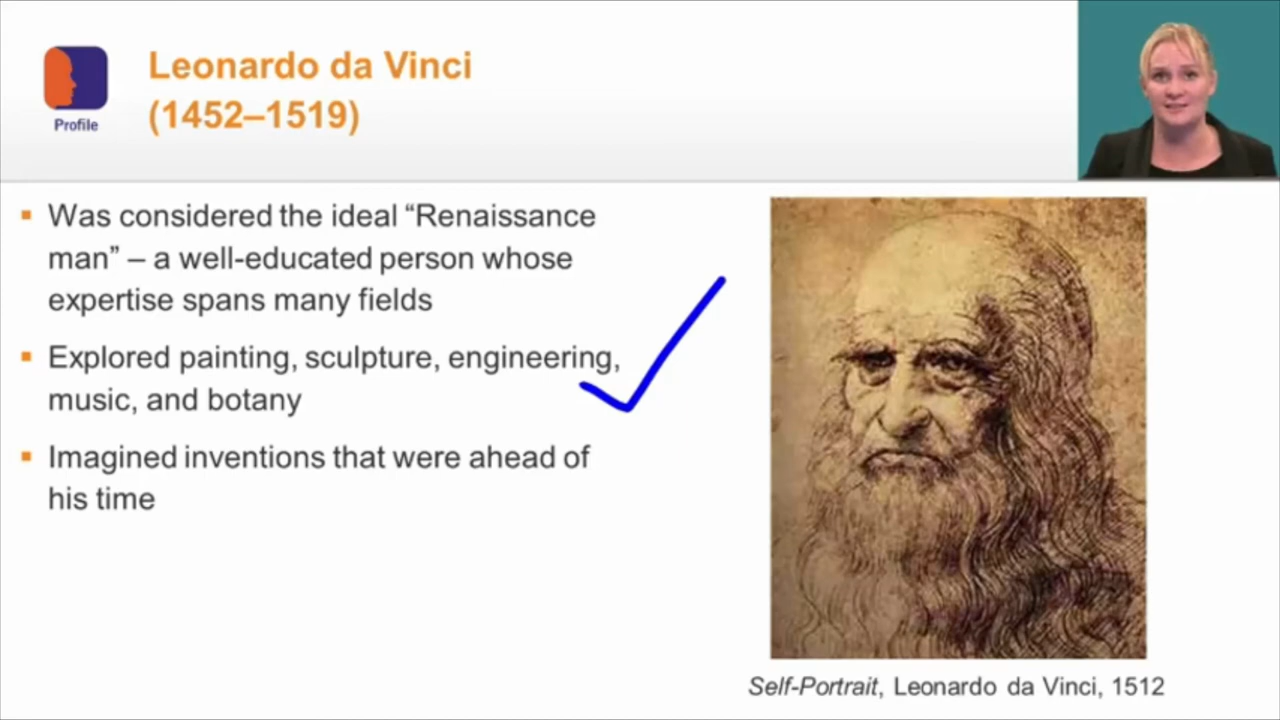 Leonardo da Vinci
(1452–1519)
Profile
Was considered the ideal “Renaissance
man” – a well-educated person whose
expertise spans many fields
Explored painting, sculpture, engineering,
music, and botany
Imagined inventions that were ahead of
his time
Self-Portrait, Leonardo da Vinci, 1512